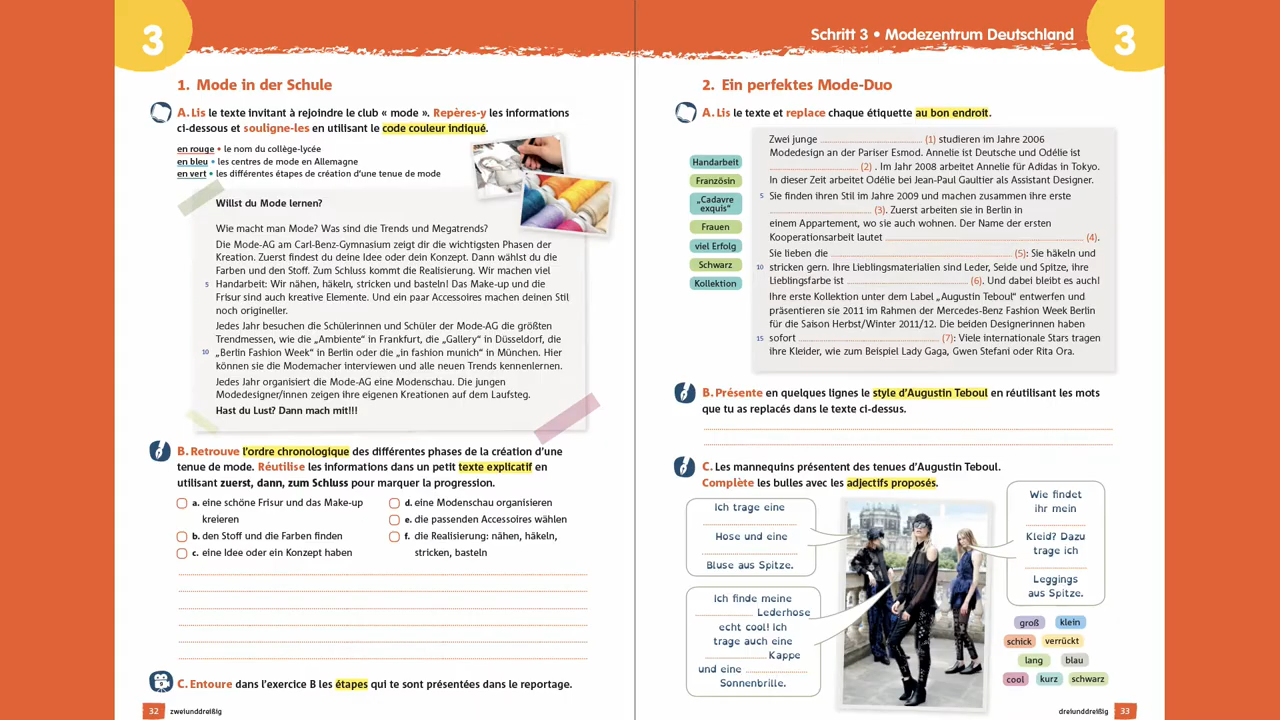 3
1. Mode in der Schule
A. Lis le texte invitant à rejoindre le club « mode ». Repères-y les informations
ci-dessous et souligne-les en utilisant le code couleur indiqué.
en rouge • le nom du collège-lycée
en bleu • les centres de mode en Allemagne
en vert • les différentes étapes de création d'une tenue de mode
Willst du Mode lernen?
Wie macht man Mode? Was sind die Trends und Megatrends?
Die Mode-AG am Carl-Benz-Gymnasium zeigt dir die wichtigsten Phasen der
Kreation. Zuerst findest du deine Idee oder dein Konzept. Dann wählst du die
Farben und den Stoff. Zum Schluss kommt die Realisierung. Wir machen viel
5 Handarbeit: Wir nähen, häkeln, stricken und basteln! Das Make-up und die
Frisur sind auch kreative Elemente. Und ein paar Accessoires machen deinen Stil
noch origineller.
Jedes Jahr besuchen die Schülerinnen und Schüler der Mode-AG die größten
Trendmessen, wie die „Ambiente“ in Frankfurt, die „Gallery“ in Düsseldorf, die
10 „Berlin Fashion Week“ in Berlin oder die „in fashion munich“ in München. Hier
können sie die Modemacher interviewen und alle neuen Trends kennenlernen.
Jedes Jahr organisiert die Mode-AG eine Modenschau. Die jungen
Modedesigner/innen zeigen ihre eigenen Kreationen auf dem Laufsteg.
Hast du Lust? Dann mach mit!!!
B. Retrouve l'ordre chronologique des différentes phases de la création d'une
tenue de mode. Réutilise les informations dans un petit texte explicatif en
utilisant zuerst, dann, zum Schluss pour marquer la progression.
a. eine schöne Frisur und das Make-up
kreieren
b. den Stoff und die Farben finden
c. eine Idee oder ein Konzept haben
d. eine Modenschau organisieren
e. die passenden Accessoires wählen
f. die Realisierung: nähen, häkeln,
stricken, basteln
C. Entoure dans l'exercice B les étapes qui te sont présentées dans le reportage.
32 zweiunddreißig
Schritt 3 • Modezentrum Deutschland
3
2. Ein perfektes Mode-Duo
A. Lis le texte et replace chaque étiquette au bon endroit.
Handarbeit
Französin
„Cadavre
exquis“
Frauen
viel Erfolg
Schwarz
Kollektion
Zwei junge (1) studieren im Jahre 2006
Modedesign an der Pariser Esmod. Annelie ist Deutsche und Odélie ist
(2) . Im Jahr 2008 arbeitet Annelie für Adidas in Tokyo.
In dieser Zeit arbeitet Odélie bei Jean-Paul Gaultier als Assistant Designer.
5 Sie finden ihren Stil im Jahre 2009 und machen zusammen ihre erste
(3). Zuerst arbeiten sie in Berlin in
einem Appartement, wo sie auch wohnen. Der Name der ersten
Kooperationsarbeit lautet (4).
Sie lieben die (5): Sie häkeln und
10 stricken gern. Ihre Lieblingsmaterialien sind Leder, Seide und Spitze, ihre
Lieblingsfarbe ist (6). Und dabei bleibt es auch!
Ihre erste Kollektion unter dem Label „Augustin Teboul“ entwerfen und
präsentieren sie 2011 im Rahmen der Mercedes-Benz Fashion Week Berlin
für die Saison Herbst/Winter 2011/12. Die beiden Designerinnen haben
15 sofort (7): Viele internationale Stars tragen
ihre Kleider, wie zum Beispiel Lady Gaga, Gwen Stefani oder Rita Ora.
B. Présente en quelques lignes le style d'Augustin Teboul en réutilisant les mots
que tu as replacés dans le texte ci-dessus.
C. Les mannequins présentent des tenues d'Augustin Teboul.
Complète les bulles avec les adjectifs proposés.
Ich trage eine
Hose und eine
Bluse aus Spitze.
Ich finde meine
Lederhose
echt cool! Ich
trage auch eine
Kappe
und eine
Sonnenbrille.
Wie findet
ihr mein
Kleid? Dazu
trage ich
Leggings
aus Spitze.
groß klein
schick verrückt
lang blau
cool kurz schwarz
dreiunddreißig 33